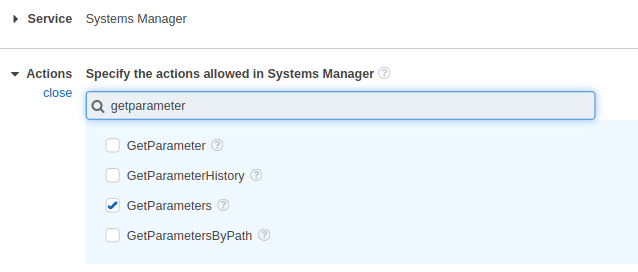 Service Systems Manager
Actions Specify the actions allowed in Systems Manager ?
close
getparameter
GetParameter ?
GetParameterHistory ?
GetParameters ?
GetParametersByPath ?